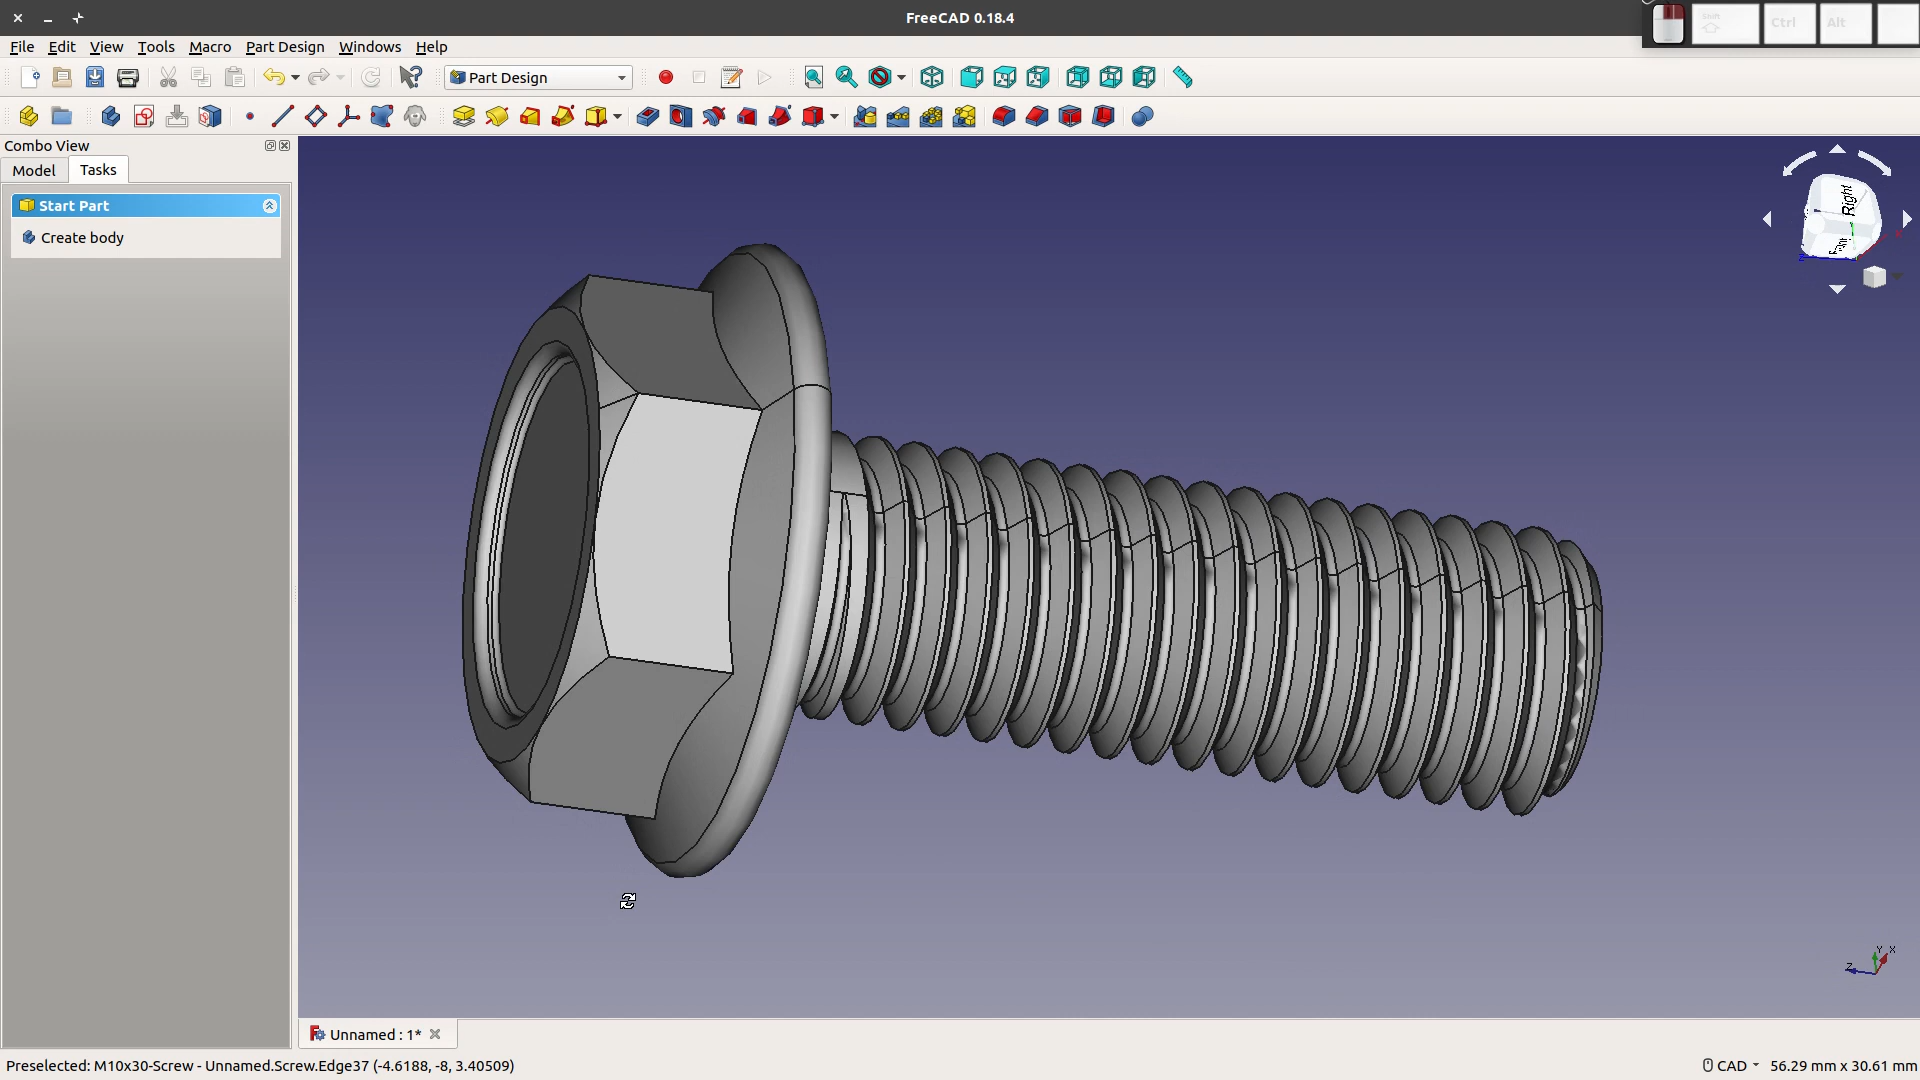 FreeCAD 0.18.4
Shift
Ctrl
Alt
File Edit View Tools Macro Part Design Windows Help
Part Design
Combo View
Model Tasks
Start Part
Create body
Right
Y X
Z
Unnamed : 1*
Preselected: M10x30-Screw - Unnamed.Screw.Edge37 (-4.6188, -8, 3.40509)
CAD 56.29 mm x 30.61 mm